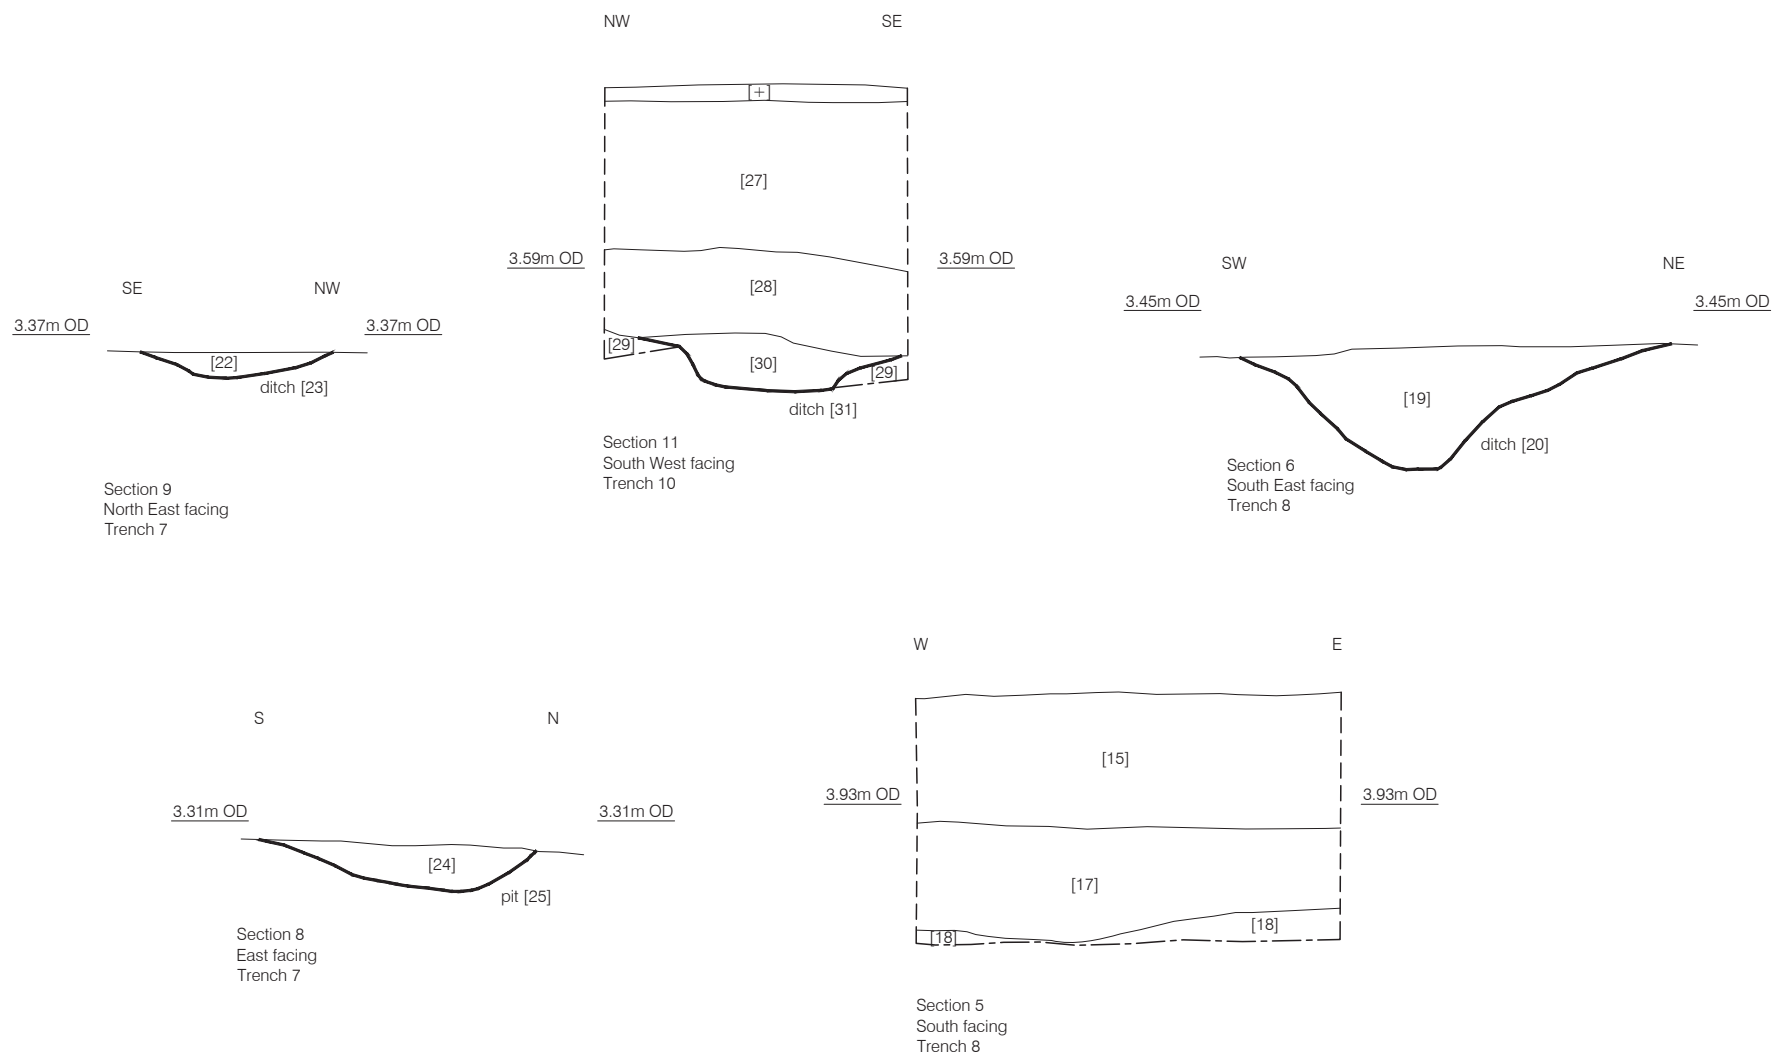 NW SE
[+]
[27]
3.59m OD 3.59m OD
[28]
[29] [30] [29]
ditch [31]
Section 11
South West facing
Trench 10
SE NW
3.37m OD 3.37m OD
[22]
ditch [23]
Section 9
North East facing
Trench 7
SW NE
3.45m OD 3.45m OD
[19]
ditch [20]
Section 6
South East facing
Trench 8
S N
3.31m OD 3.31m OD
[24]
pit [25]
Section 8
East facing
Trench 7
W E
[15]
3.93m OD 3.93m OD
[17]
[18] [18]
Section 5
South facing
Trench 8